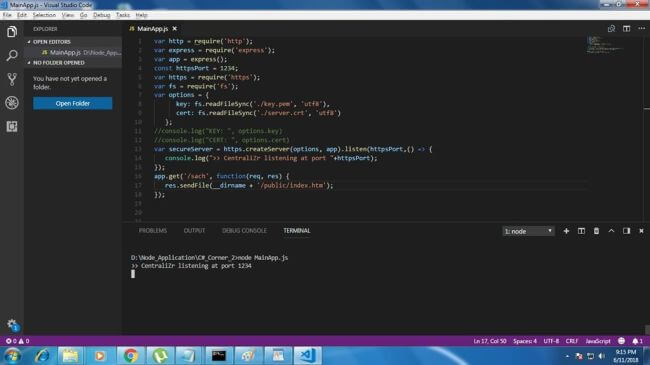 MainApp.js - Visual Studio Code
File Edit Selection View Go Debug Tasks Help
EXPLORER
OPEN EDITORS
JS MainApp.js D:\Node_App...
NO FOLDER OPENED
You have not yet opened a
folder.
Open Folder
JS MainApp.js
1 var http = require('http');
2 var express = require('express');
3 var app = express();
4 const httpsPort = 1234;
5 var https = require('https');
6 var fs = require('fs');
7 var options = {
8 key: fs.readFileSync('./key.pem', 'utf8'),
9 cert: fs.readFileSync('./server.crt', 'utf8')
10 };
11 //console.log("KEY: ", options.key)
12 //console.log("CERT: ", options.cert)
13 var secureServer = https.createServer(options, app).listen(httpsPort,() => {
14 console.log(">> CentraliZr listening at port "+httpsPort);
15 });
16 app.get('/sach', function(req, res) {
17 res.sendFile(__dirname + '/public/index.htm');
18 });
19
20
21
PROBLEMS OUTPUT DEBUG CONSOLE TERMINAL
1: node
D:\Node_Application\C#_Corner_2>node MainApp.js
>> CentraliZr listening at port 1234
1
0 0
Ln 17, Col 50 Spaces: 4 UTF-8 CRLF JavaScript 1
9:15 PM
6/11/2018